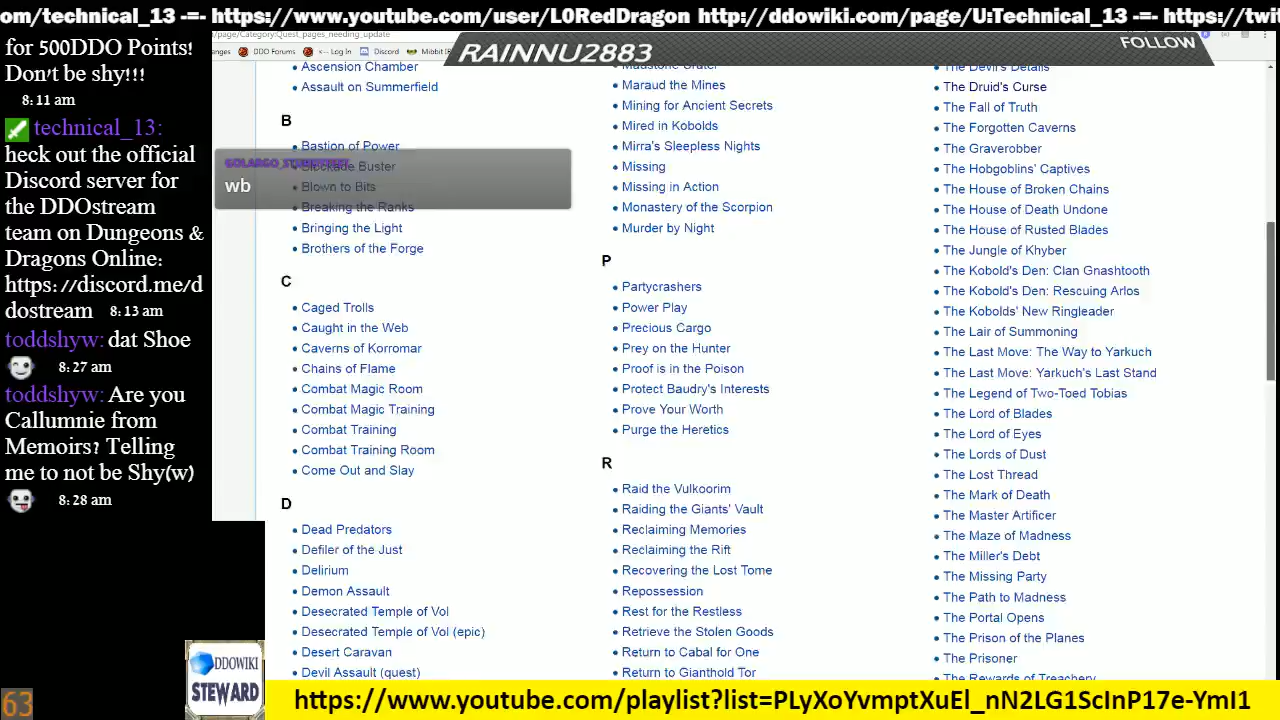 om/technical_13 -=- https://www.youtube.com/user/L0RedDragon http://ddowiki.com/page/U:Technical_13 -=- https://twit
for 500DDO Points!
Don't be shy!!!
8:11 am
technical_13:
heck out the official
Discord server for
the DDOstream
team on Dungeons &
Dragons Online:
https://discord.me/d
dostream 8:13 am
toddshyw: dat Shoe
8:27 am
toddshyw: Are you
Callumnie from
Memoirs? Telling
me to not be Shy(w)
8:28 am
63
/page/Category:Quest_pages_needing_update
DDO Forums
<-- Log In
Discord
RAINNU2883
FOLLOW
Ascension Chamber
Assault on Summerfield
B
Bastion of Power
Blockade Buster
Blown to Bits
Breaking the Ranks
Bringing the Light
Brothers of the Forge
wb
C
Caged Trolls
Caught in the Web
Caverns of Korromar
Chains of Flame
Combat Magic Room
Combat Magic Training
Combat Training
Combat Training Room
Come Out and Slay
D
Dead Predators
Defiler of the Just
Delirium
Demon Assault
Desecrated Temple of Vol
Desecrated Temple of Vol (epic)
Desert Caravan
Devil Assault (quest)
Maraud the Mines
Mining for Ancient Secrets
Mired in Kobolds
Mirra's Sleepless Nights
Missing
Missing in Action
Monastery of the Scorpion
Murder by Night
P
Partycrashers
Power Play
Precious Cargo
Prey on the Hunter
Proof is in the Poison
Protect Baudry's Interests
Prove Your Worth
Purge the Heretics
R
Raid the Vulkoorim
Raiding the Giants' Vault
Reclaiming Memories
Reclaiming the Rift
Recovering the Lost Tome
Repossession
Rest for the Restless
Retrieve the Stolen Goods
Return to Cabal for One
Return to Gianthold Tor
The Devil's Details
The Druid's Curse
The Fall of Truth
The Forgotten Caverns
The Graverobber
The Hobgoblins' Captives
The House of Broken Chains
The House of Death Undone
The House of Rusted Blades
The Jungle of Khyber
The Kobold's Den: Clan Gnashtooth
The Kobold's Den: Rescuing Arlos
The Kobolds' New Ringleader
The Lair of Summoning
The Last Move: The Way to Yarkuch
The Last Move: Yarkuch's Last Stand
The Legend of Two-Toed Tobias
The Lord of Blades
The Lord of Eyes
The Lords of Dust
The Lost Thread
The Mark of Death
The Master Artificer
The Maze of Madness
The Miller's Debt
The Missing Party
The Path to Madness
The Portal Opens
The Prison of the Planes
The Prisoner
The Rewards of Treachery
DDOWIKI
STEWARD
https://www.youtube.com/playlist?list=PLyXoYvmptXuEl_nN2LG1ScInP17e-YmI1